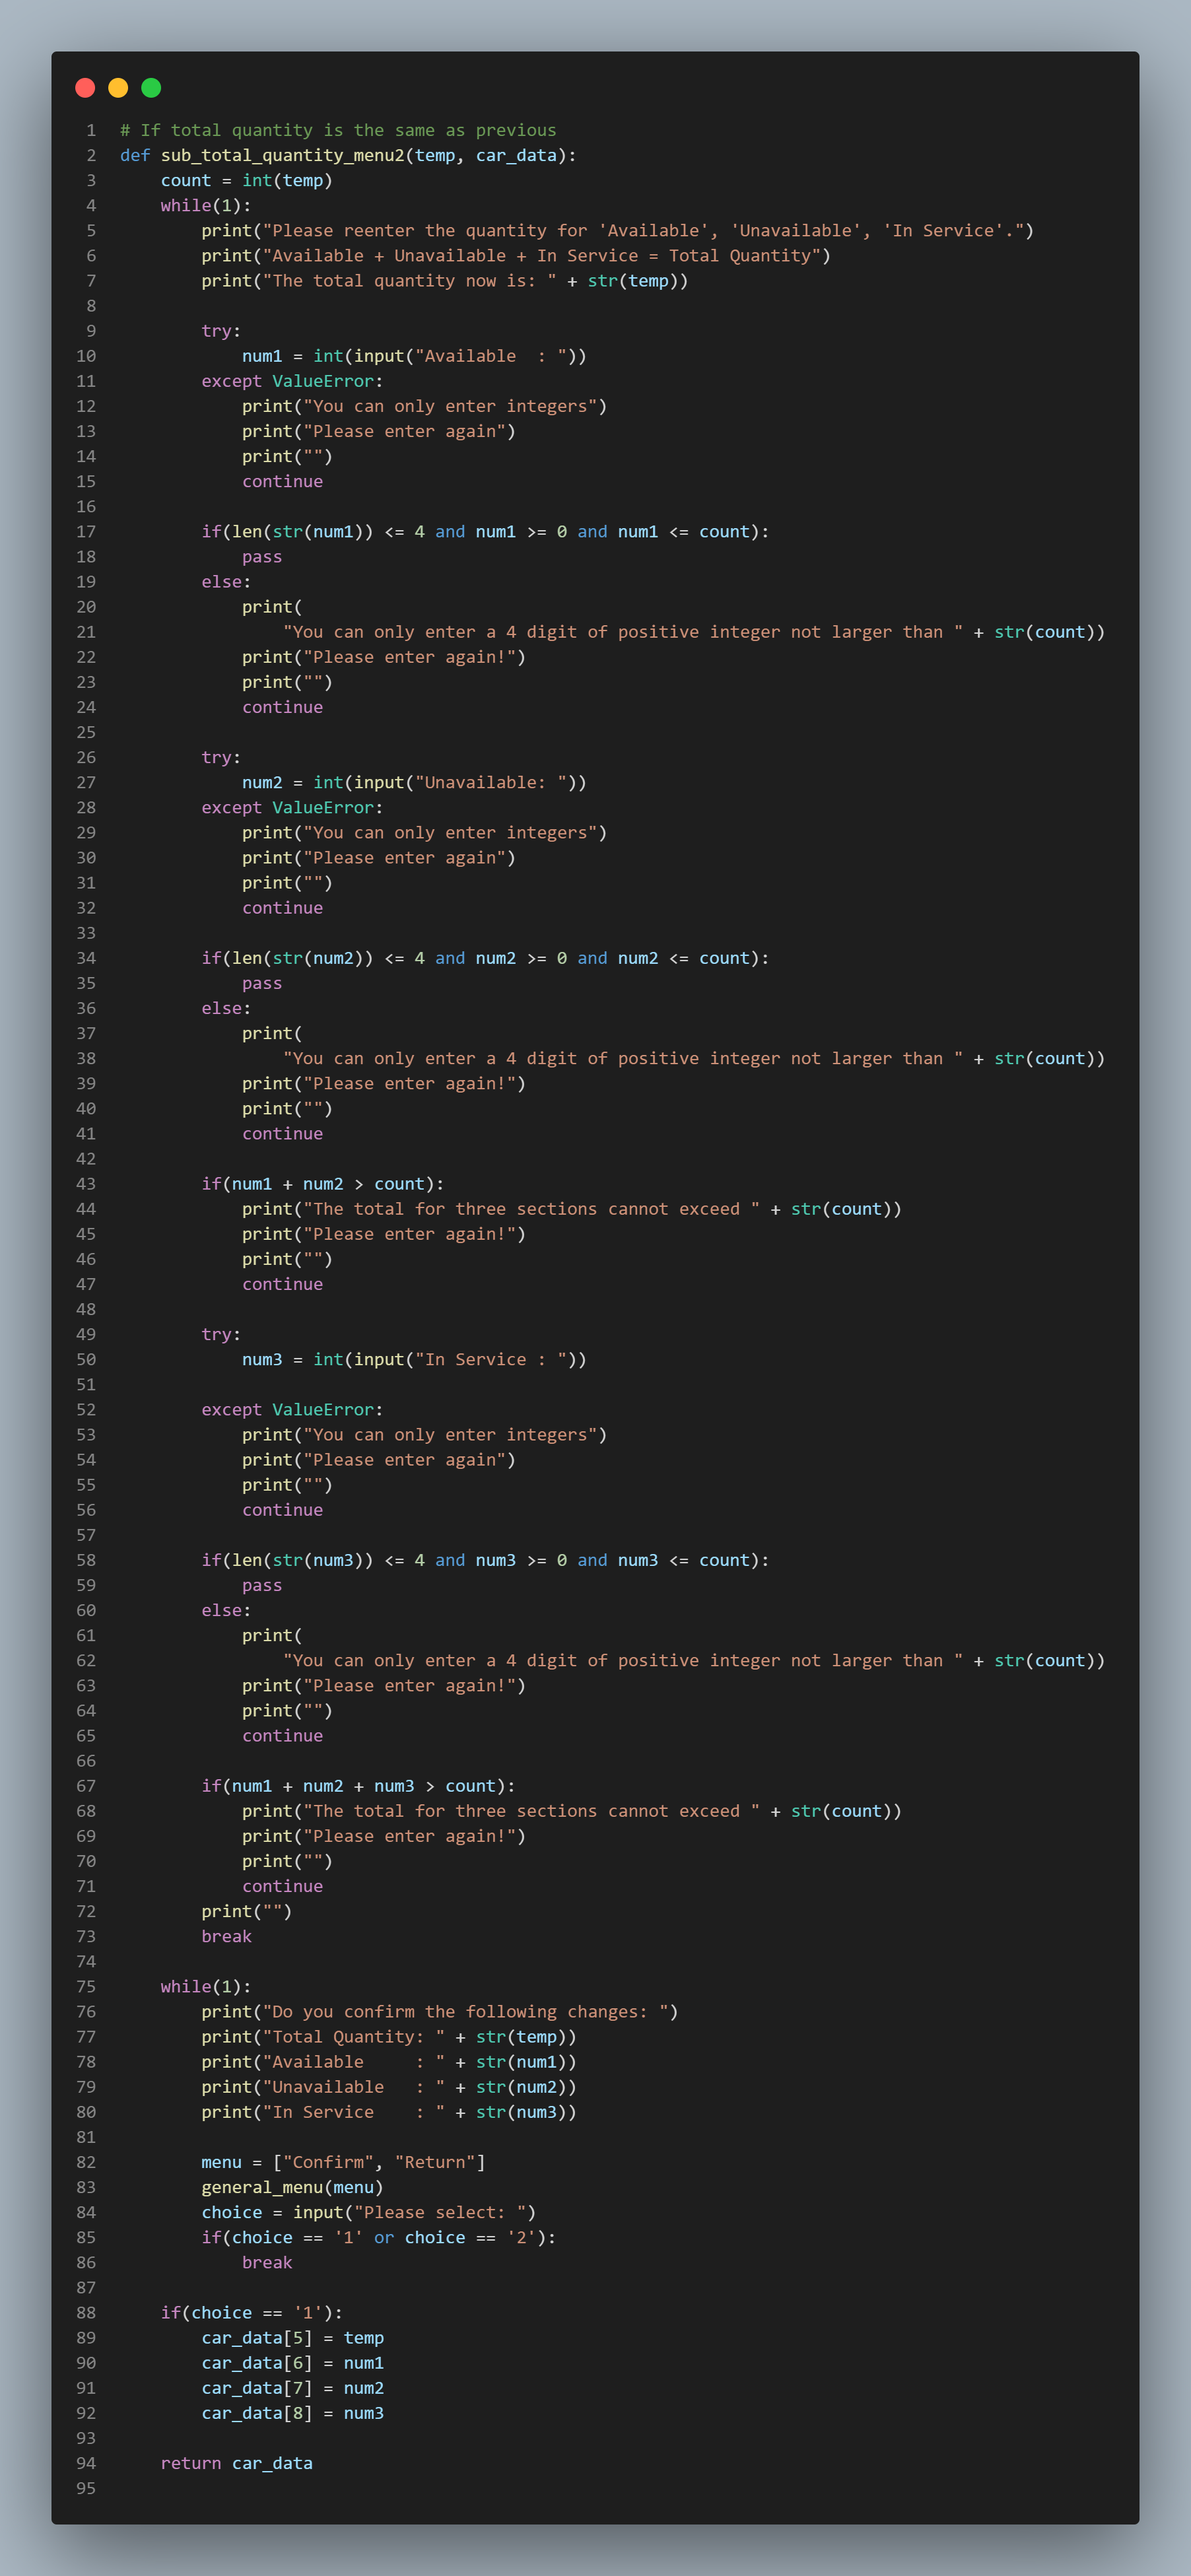 1 # If total quantity is the same as previous
2 def sub_total_quantity_menu2(temp, car_data):
3     count = int(temp)
4     while(1):
5         print("Please reenter the quantity for 'Available', 'Unavailable', 'In Service'.")
6         print("Available + Unavailable + In Service = Total Quantity")
7         print("The total quantity now is: " + str(temp))
8
9         try:
10             num1 = int(input("Available  : "))
11         except ValueError:
12             print("You can only enter integers")
13             print("Please enter again")
14             print("")
15             continue
16
17         if(len(str(num1)) <= 4 and num1 >= 0 and num1 <= count):
18             pass
19         else:
20             print(
21                 "You can only enter a 4 digit of positive integer not larger than " + str(count))
22             print("Please enter again!")
23             print("")
24             continue
25
26         try:
27             num2 = int(input("Unavailable: "))
28         except ValueError:
29             print("You can only enter integers")
30             print("Please enter again")
31             print("")
32             continue
33
34         if(len(str(num2)) <= 4 and num2 >= 0 and num2 <= count):
35             pass
36         else:
37             print(
38                 "You can only enter a 4 digit of positive integer not larger than " + str(count))
39             print("Please enter again!")
40             print("")
41             continue
42
43         if(num1 + num2 > count):
44             print("The total for three sections cannot exceed " + str(count))
45             print("Please enter again!")
46             print("")
47             continue
48
49         try:
50             num3 = int(input("In Service : "))
51
52         except ValueError:
53             print("You can only enter integers")
54             print("Please enter again")
55             print("")
56             continue
57
58         if(len(str(num3)) <= 4 and num3 >= 0 and num3 <= count):
59             pass
60         else:
61             print(
62                 "You can only enter a 4 digit of positive integer not larger than " + str(count))
63             print("Please enter again!")
64             print("")
65             continue
66
67         if(num1 + num2 + num3 > count):
68             print("The total for three sections cannot exceed " + str(count))
69             print("Please enter again!")
70             print("")
71             continue
72         print("")
73         break
74
75     while(1):
76         print("Do you confirm the following changes: ")
77         print("Total Quantity: " + str(temp))
78         print("Available     : " + str(num1))
79         print("Unavailable   : " + str(num2))
80         print("In Service    : " + str(num3))
81
82         menu = ["Confirm", "Return"]
83         general_menu(menu)
84         choice = input("Please select: ")
85         if(choice == '1' or choice == '2'):
86             break
87
88     if(choice == '1'):
89         car_data[5] = temp
90         car_data[6] = num1
91         car_data[7] = num2
92         car_data[8] = num3
93
94     return car_data
95